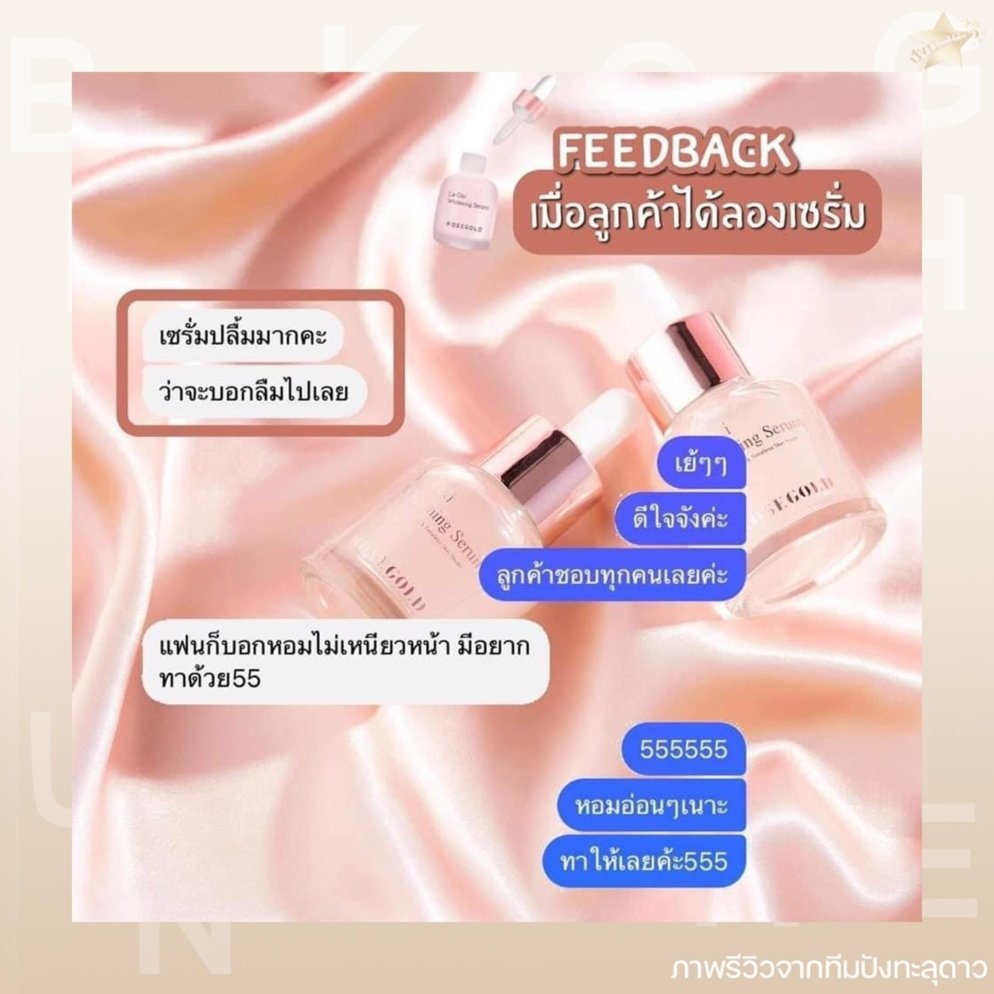 FEEDBACK
เมื่อลูกค้าได้ลองเซรั่ม
La Oui
Whitening Serum
ROSEGOLD
เซรั่มปลื้มมากคะ
ว่าจะบอกลืมไปเลย
เย้ๆๆ
ดีใจจังค่ะ
ลูกค้าชอบทุกคนเลยค่ะ
แฟนก็บอกหอมไม่เหนียวหน้า มีอยาก
ทาด้วย55
555555
หอมอ่อนๆเนาะ
ทาให้เลยค้ะ555
ภาพรีวิวจากทีมปังทะลุดาว